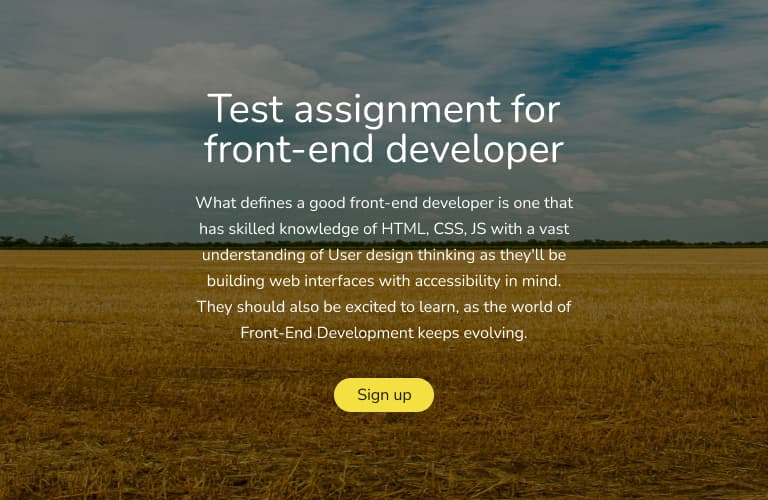 Test assignment for
front-end developer
What defines a good front-end developer is one that
has skilled knowledge of HTML, CSS, JS with a vast
understanding of User design thinking as they'll be
building web interfaces with accessibility in mind.
They should also be excited to learn, as the world of
Front-End Development keeps evolving.
Sign up